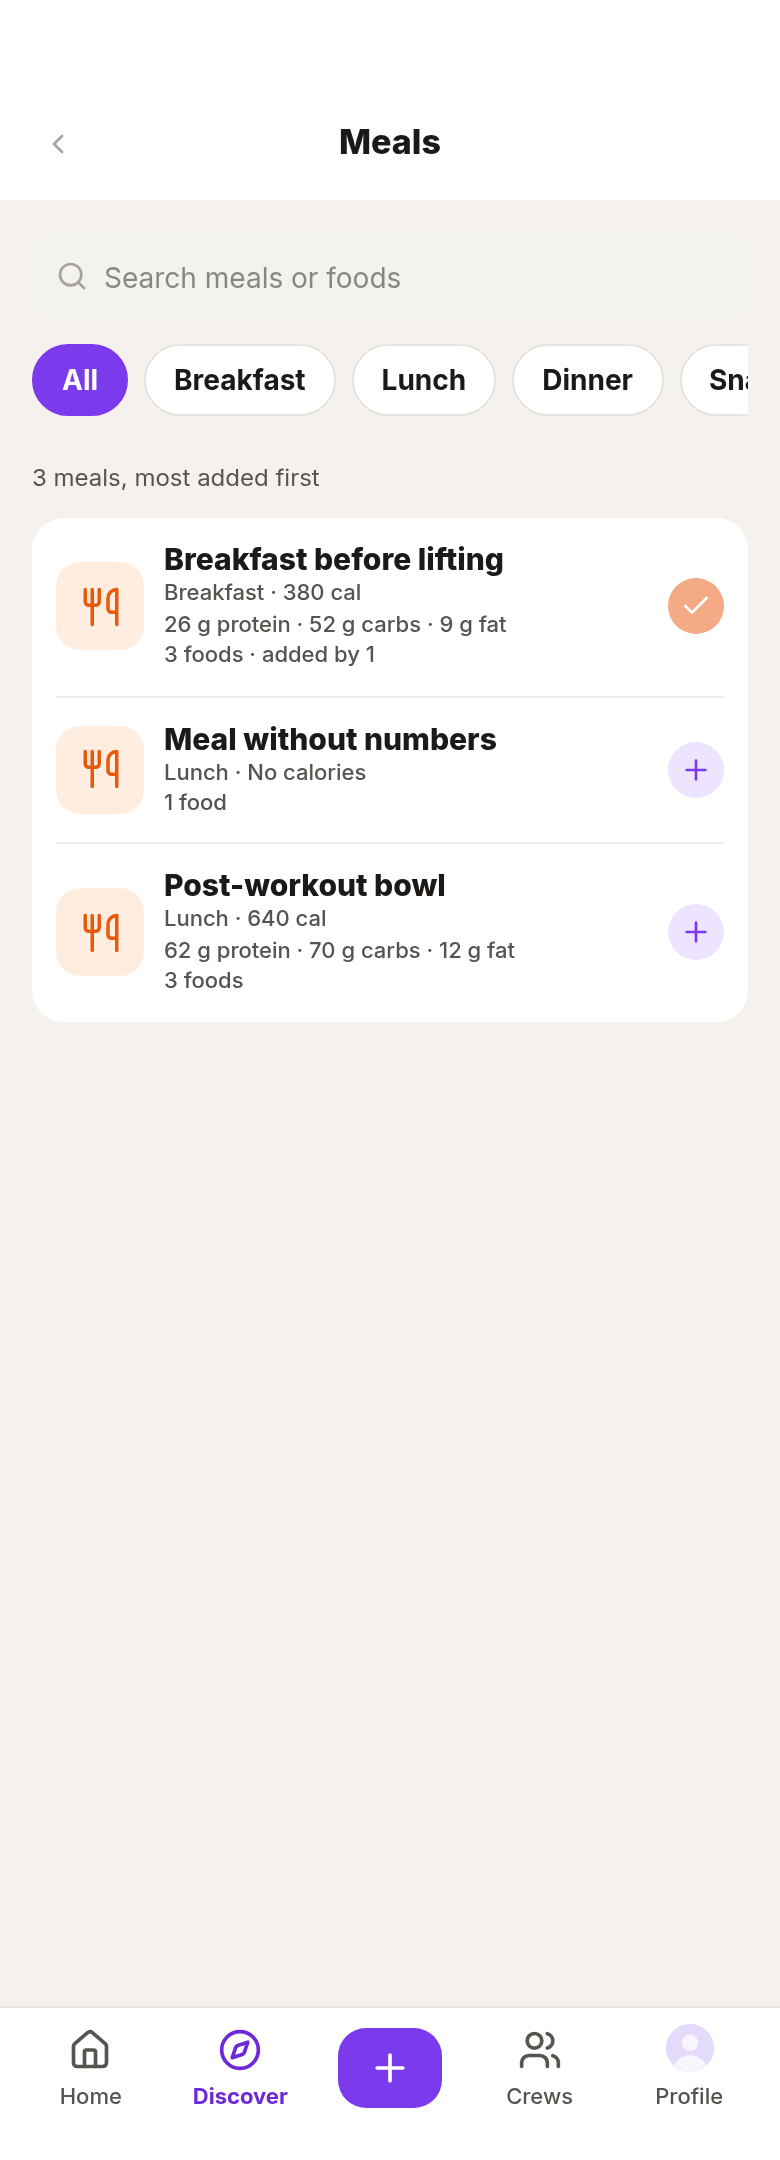 Meals
Search meals or foods
All
Breakfast
Lunch
Dinner
3 meals, most added first
Breakfast before lifting
Breakfast · 380 cal
26 g protein · 52 g carbs · 9 g fat
3 foods · added by 1
Meal without numbers
Lunch · No calories
1 food
Post-workout bowl
Lunch · 640 cal
62 g protein · 70 g carbs · 12 g fat
3 foods
Home
Discover
Crews
Profile